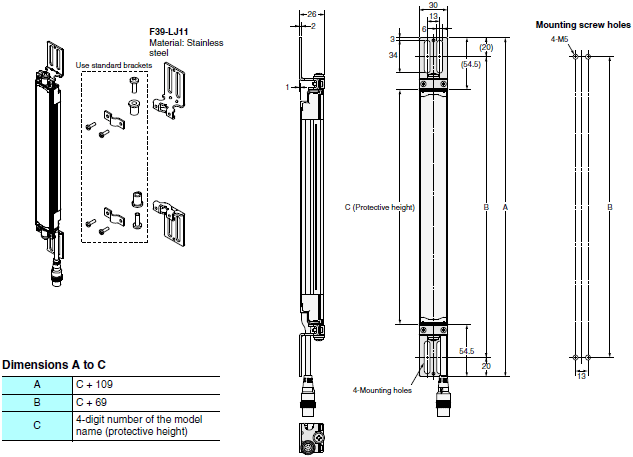 F39-LJ11
Material: Stainless
steel
Use standard brackets
26
2
1
30
13
6
3
34
(20)
(54.5)
C (Protective height)
B
A
54.5
20
4-Mounting holes
Mounting screw holes
4-M5
B
13
Dimensions A to C
A C + 109
B C + 69
C 4-digit number of the model
name (protective height)